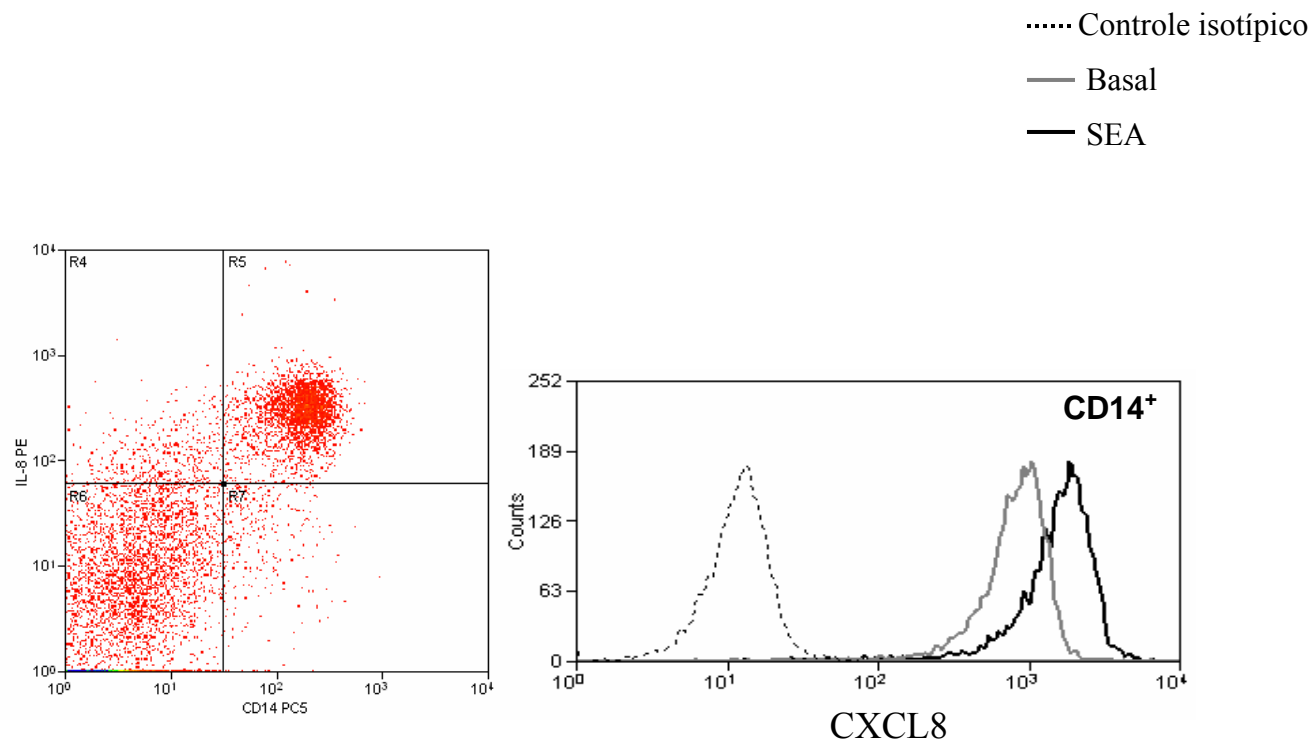 Controle isotípico
Basal
SEA
10⁴
R4 R5
10³
IL-8 PE
10²
R6 R7
10¹
10⁰
10⁰ 10¹ 10² 10³ 10⁴
CD14 PC5
252
CD14⁺
189
Counts
126
63
0
10⁰ 10¹ 10² 10³ 10⁴
CXCL8